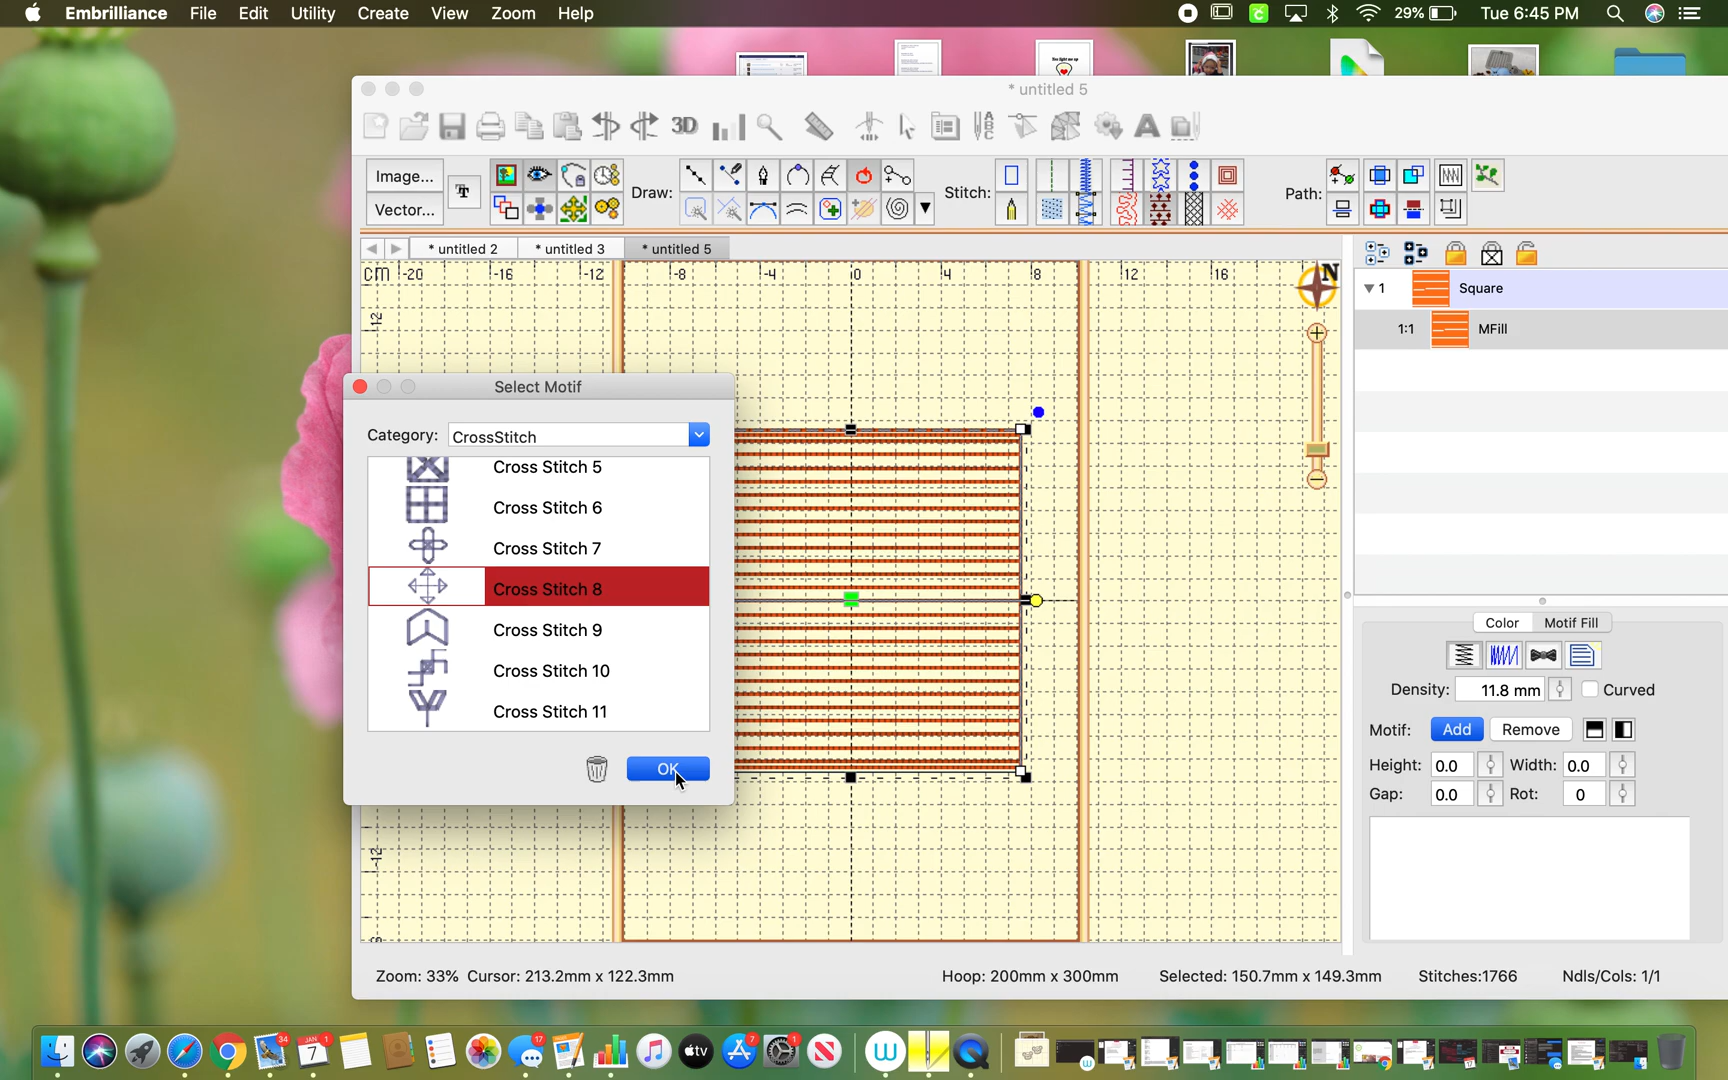 Embrilliance File Edit Utility Create View Zoom Help 29% Tue 6:45 PM
* untitled 5
3D
Image...
Vector...
Draw:
Stitch:
Path:
* untitled 2 * untitled 3 * untitled 5
cm -20 -16 -12 -8 -4 0 4 8 12 16
N
1 Square
1:1 MFill
Select Motif
Category: CrossStitch
Cross Stitch 5
Cross Stitch 6
Cross Stitch 7
Cross Stitch 8
Cross Stitch 9
Cross Stitch 10
Cross Stitch 11
OK
Color Motif Fill
Density: 11.8 mm Curved
Motif: Add Remove
Height: 0.0 Width: 0.0
Gap: 0.0 Rot: 0
Zoom: 33% Cursor: 213.2mm x 122.3mm Hoop: 200mm x 300mm Selected: 150.7mm x 149.3mm Stitches:1766 Ndls/Cols: 1/1